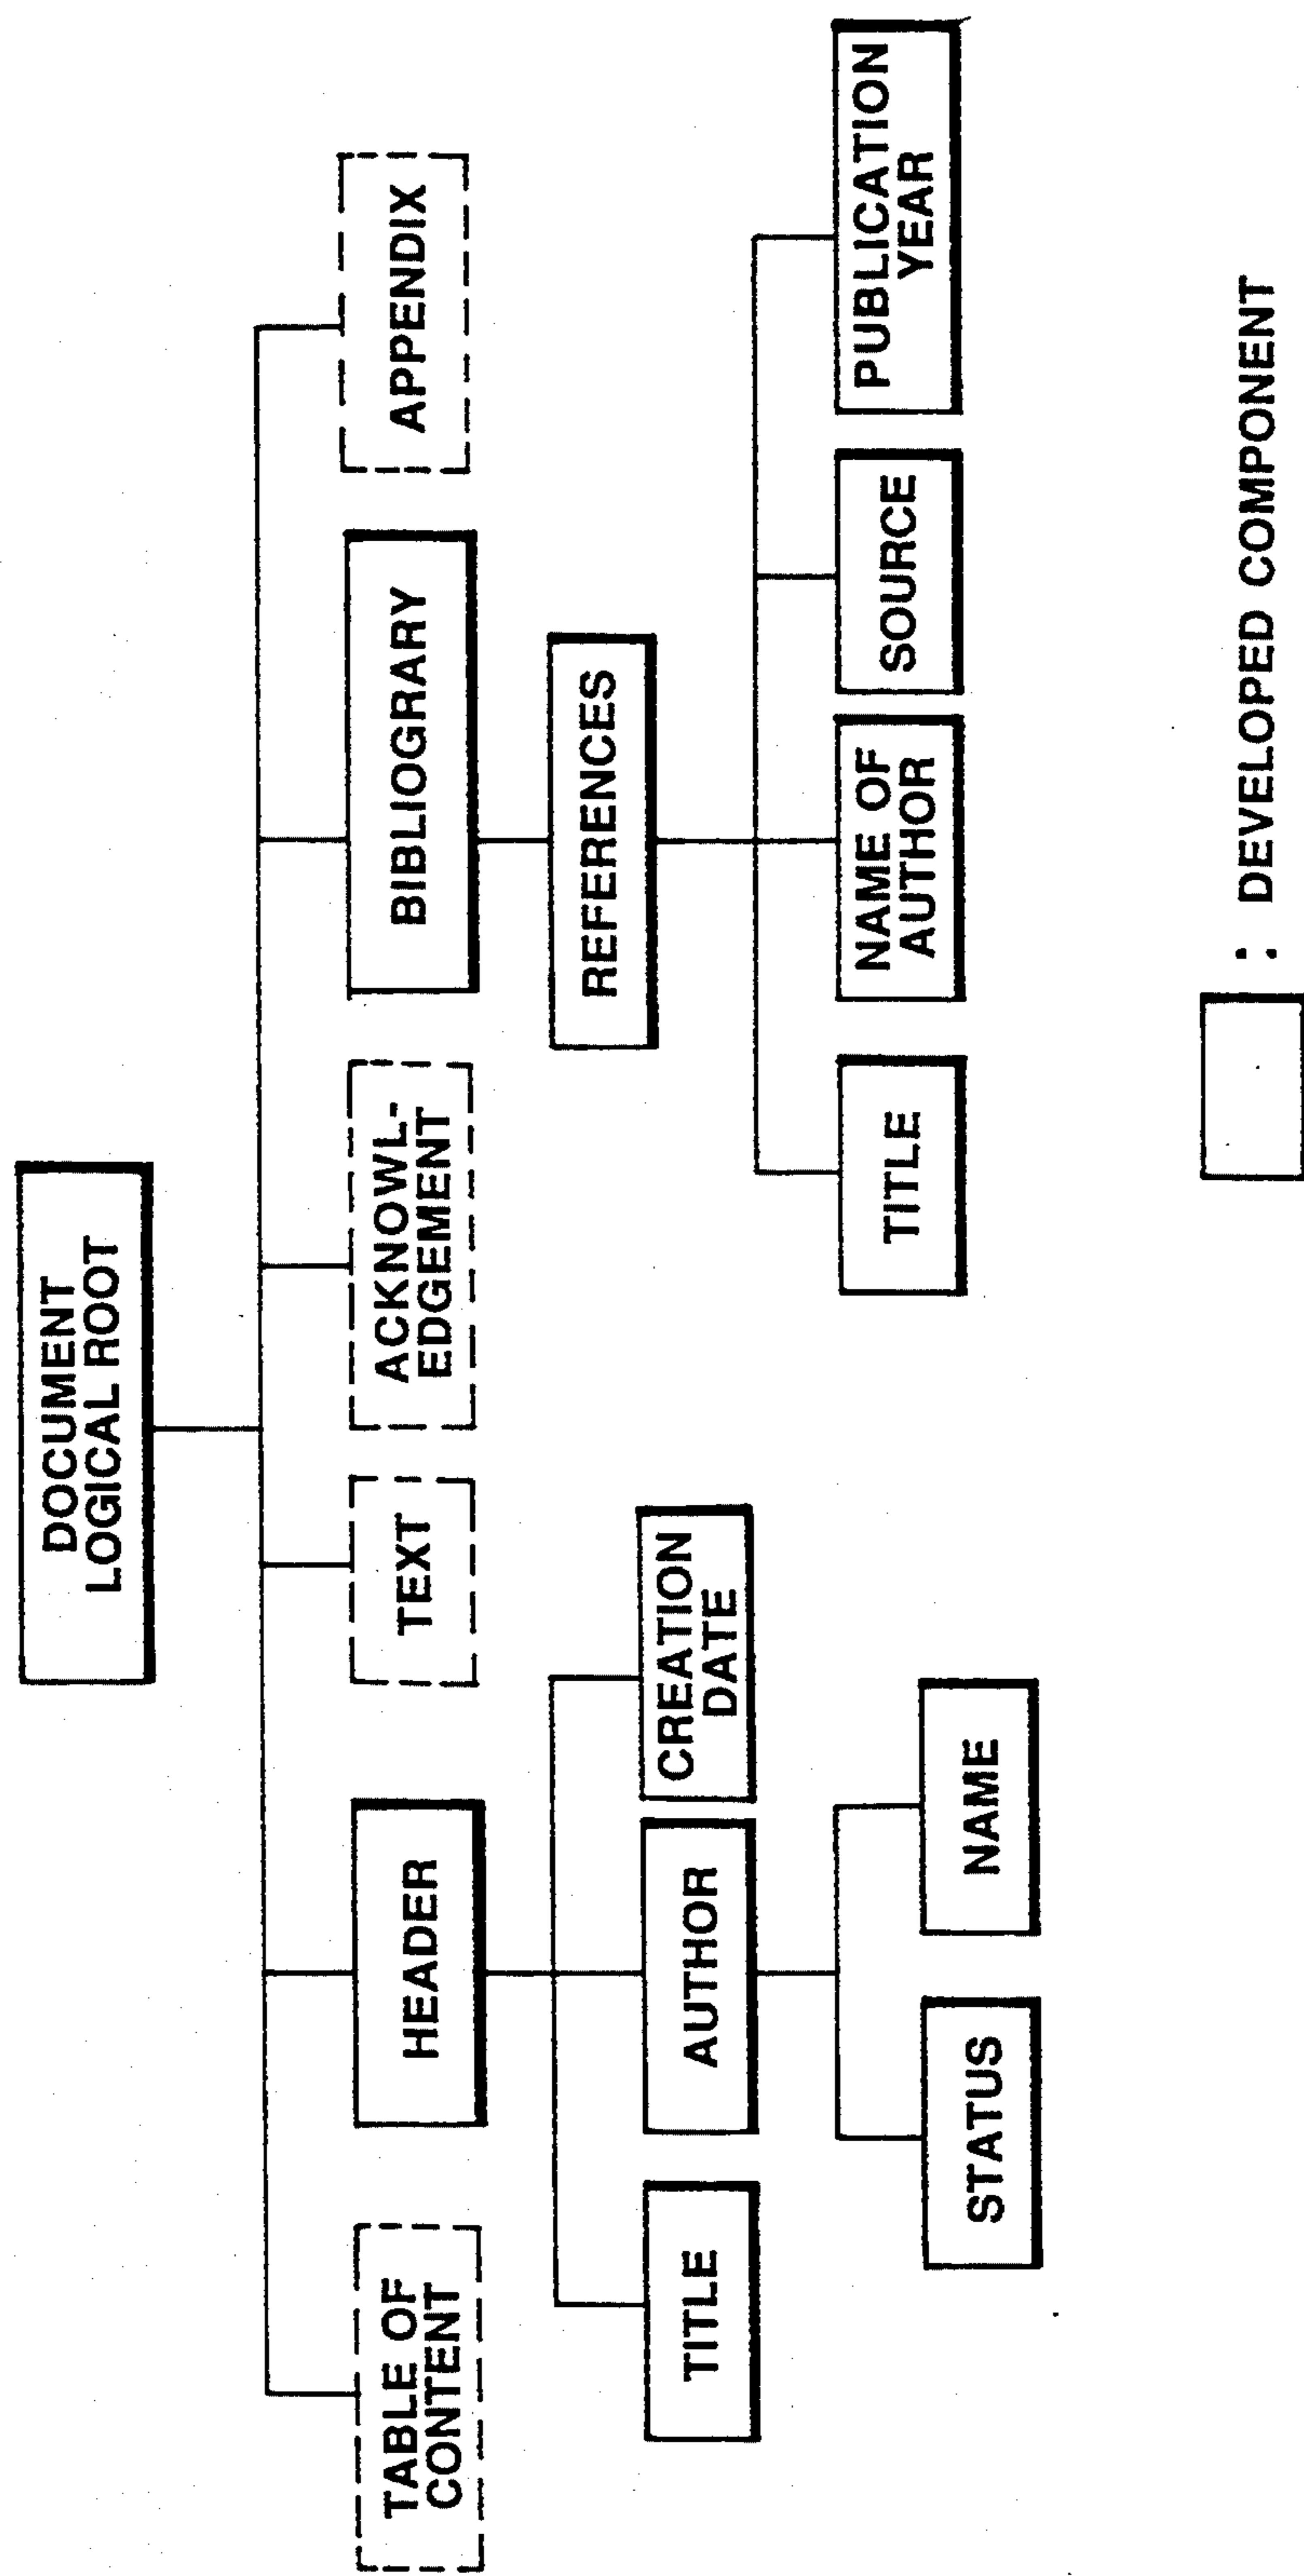 DOCUMENT
LOGICAL ROOT
TABLE OF
CONTENT
HEADER
TEXT
ACKNOWL-
EDGEMENT
BIBLIOGRARY
APPENDIX
TITLE
AUTHOR
CREATION
DATE
REFERENCES
STATUS
NAME
TITLE
NAME OF
AUTHOR
SOURCE
PUBLICATION
YEAR
: DEVELOPED COMPONENT